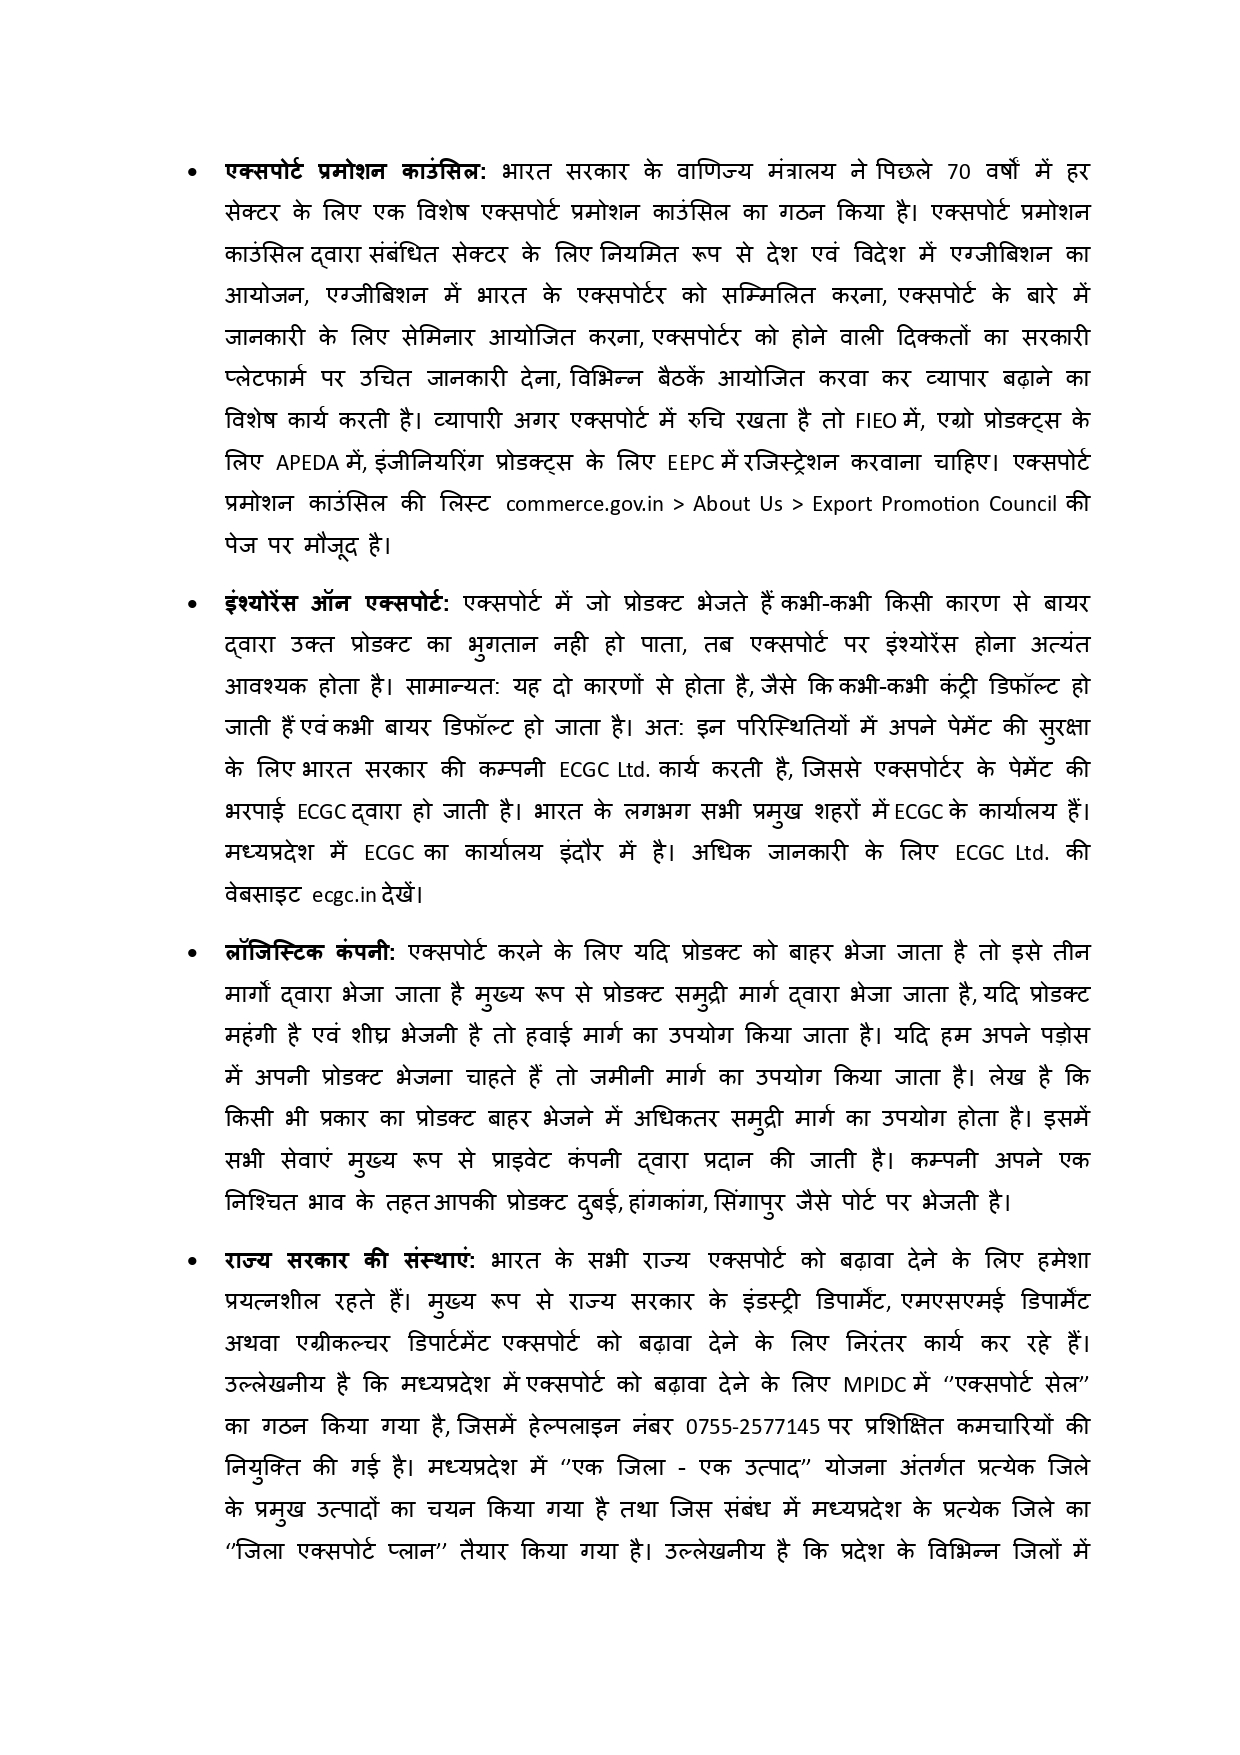 • एक्सपोर्ट प्रमोशन काउंसिल: भारत सरकार के वाणिज्य मंत्रालय ने पिछले 70 वर्षों में हर
सेक्टर के लिए एक विशेष एक्सपोर्ट प्रमोशन काउंसिल का गठन किया है। एक्सपोर्ट प्रमोशन
काउंसिल द्वारा संबंधित सेक्टर के लिए नियमित रूप से देश एवं विदेश में एग्जीबिशन का
आयोजन, एग्जीबिशन में भारत के एक्सपोर्टर को सम्मिलित करना, एक्सपोर्ट के बारे में
जानकारी के लिए सेमिनार आयोजित करना, एक्सपोर्टर को होने वाली दिक्कतों का सरकारी
प्लेटफार्म पर उचित जानकारी देना, विभिन्न बैठकें आयोजित करवा कर व्यापार बढ़ाने का
विशेष कार्य करती है। व्यापारी अगर एक्सपोर्ट में रुचि रखता है तो FIEO में, एग्रो प्रोडक्ट्स के
लिए APEDA में, इंजीनियरिंग प्रोडक्ट्स के लिए EEPC में रजिस्ट्रेशन करवाना चाहिए। एक्सपोर्ट
प्रमोशन काउंसिल की लिस्ट commerce.gov.in > About Us > Export Promotion Council की
पेज पर मौजूद है।
• इंश्योरेंस ऑन एक्सपोर्ट: एक्सपोर्ट में जो प्रोडक्ट भेजते हैं कभी-कभी किसी कारण से बायर
द्वारा उक्त प्रोडक्ट का भुगतान नही हो पाता, तब एक्सपोर्ट पर इंश्योरेंस होना अत्यंत
आवश्यक होता है। सामान्यत: यह दो कारणों से होता है, जैसे कि कभी-कभी कंट्री डिफॉल्ट हो
जाती हैं एवं कभी बायर डिफॉल्ट हो जाता है। अत: इन परिस्थितियों में अपने पेमेंट की सुरक्षा
के लिए भारत सरकार की कम्पनी ECGC Ltd. कार्य करती है, जिससे एक्सपोर्टर के पेमेंट की
भरपाई ECGC द्वारा हो जाती है। भारत के लगभग सभी प्रमुख शहरों में ECGC के कार्यालय हैं।
मध्यप्रदेश में ECGC का कार्यालय इंदौर में है। अधिक जानकारी के लिए ECGC Ltd. की
वेबसाइट ecgc.in देखें।
• लॉजिस्टिक कंपनी: एक्सपोर्ट करने के लिए यदि प्रोडक्ट को बाहर भेजा जाता है तो इसे तीन
मार्गों द्वारा भेजा जाता है मुख्य रूप से प्रोडक्ट समुद्री मार्ग द्वारा भेजा जाता है, यदि प्रोडक्ट
महंगी है एवं शीघ्र भेजनी है तो हवाई मार्ग का उपयोग किया जाता है। यदि हम अपने पड़ोस
में अपनी प्रोडक्ट भेजना चाहते हैं तो जमीनी मार्ग का उपयोग किया जाता है। लेख है कि
किसी भी प्रकार का प्रोडक्ट बाहर भेजने में अधिकतर समुद्री मार्ग का उपयोग होता है। इसमें
सभी सेवाएं मुख्य रूप से प्राइवेट कंपनी द्वारा प्रदान की जाती है। कम्पनी अपने एक
निश्चित भाव के तहत आपकी प्रोडक्ट दुबई, हांगकांग, सिंगापुर जैसे पोर्ट पर भेजती है।
• राज्य सरकार की संस्थाएं: भारत के सभी राज्य एक्सपोर्ट को बढ़ावा देने के लिए हमेशा
प्रयत्नशील रहते हैं। मुख्य रूप से राज्य सरकार के इंडस्ट्री डिपार्मेंट, एमएसएमई डिपार्मेंट
अथवा एग्रीकल्चर डिपार्टमेंट एक्सपोर्ट को बढ़ावा देने के लिए निरंतर कार्य कर रहे हैं।
उल्लेखनीय है कि मध्यप्रदेश में एक्सपोर्ट को बढ़ावा देने के लिए MPIDC में ‘’एक्सपोर्ट सेल’’
का गठन किया गया है, जिसमें हेल्पलाइन नंबर 0755-2577145 पर प्रशिक्षित कमचारियों की
नियुक्ति की गई है। मध्यप्रदेश में ‘’एक जिला - एक उत्पाद’’ योजना अंतर्गत प्रत्येक जिले
के प्रमुख उत्पादों का चयन किया गया है तथा जिस संबंध में मध्यप्रदेश के प्रत्येक जिले का
‘’जिला एक्सपोर्ट प्लान’’ तैयार किया गया है। उल्लेखनीय है कि प्रदेश के विभिन्न जिलों में